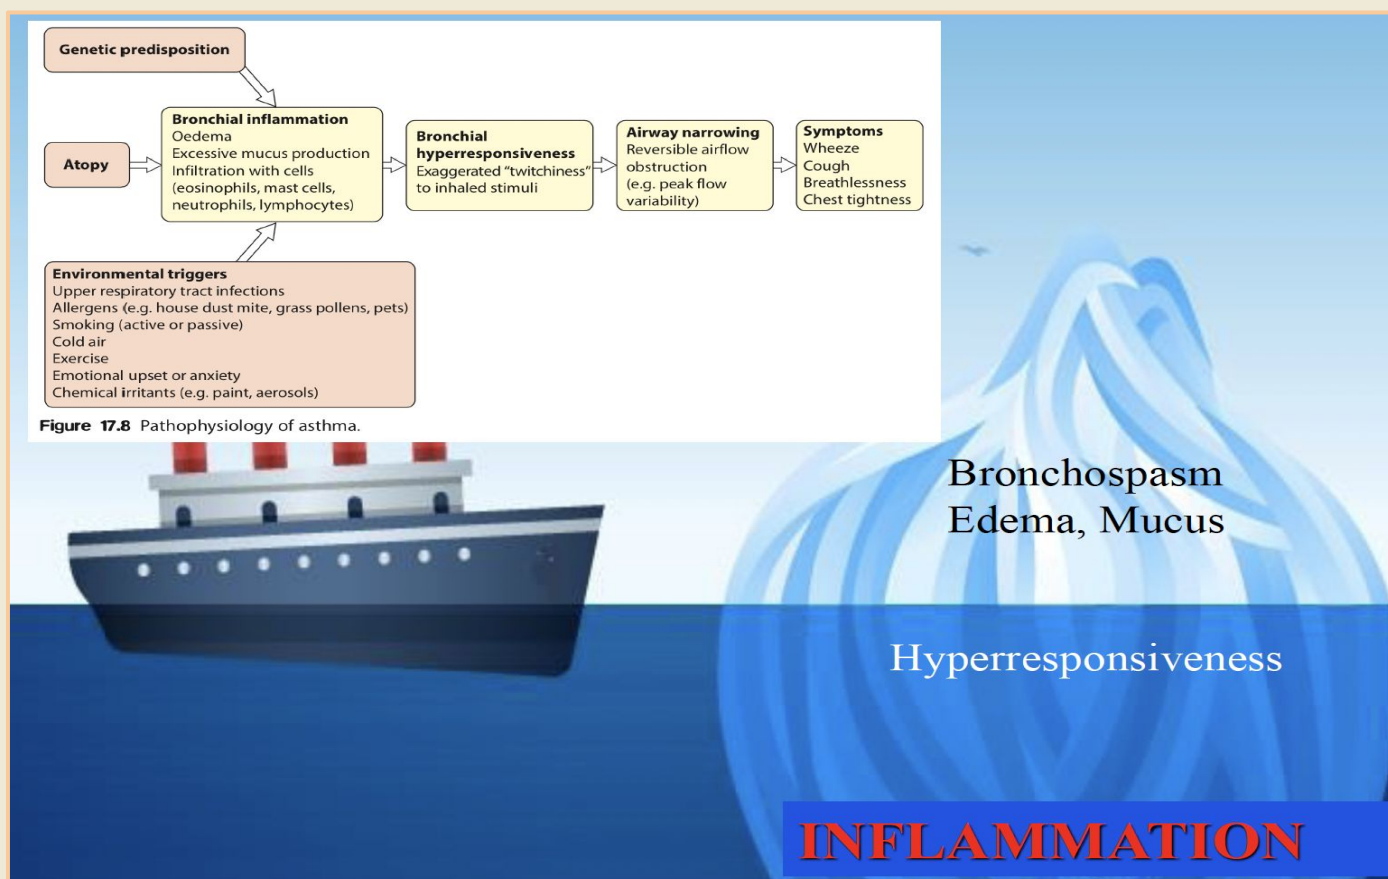 Genetic predisposition
Atopy
Bronchial inflammation
Oedema
Excessive mucus production
Infiltration with cells
(eosinophils, mast cells,
neutrophils, lymphocytes)
Bronchial
hyperresponsiveness
Exaggerated “twitchiness”
to inhaled stimuli
Airway narrowing
Reversible airflow
obstruction
(e.g. peak flow
variability)
Symptoms
Wheeze
Cough
Breathlessness
Chest tightness
Environmental triggers
Upper respiratory tract infections
Allergens (e.g. house dust mite, grass pollens, pets)
Smoking (active or passive)
Cold air
Exercise
Emotional upset or anxiety
Chemical irritants (e.g. paint, aerosols)
Figure 17.8 Pathophysiology of asthma.
Bronchospasm
Edema, Mucus
Hyperresponsiveness
INFLAMMATION